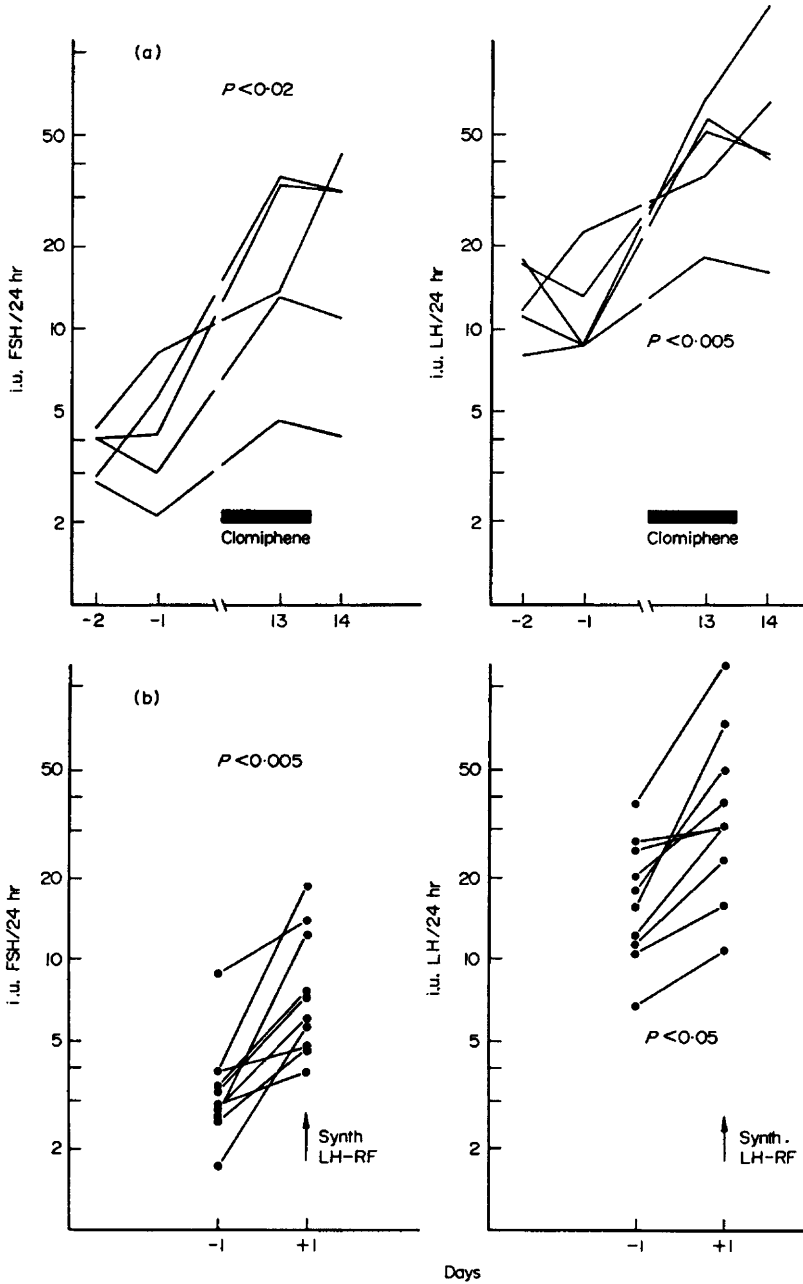 (a)
P<0·02
50
20
10
5
2
i.u. FSH/24 hr
Clomiphene
-2 -1 13 14
50
20
10
5
2
i.u. LH/24 hr
P<0·005
Clomiphene
-2 -1 13 14
(b)
P<0·005
50
20
10
5
2
i.u. FSH/24 hr
Synth
LH-RF
-1 +1
50
20
10
5
2
i.u. LH/24 hr
P<0·05
Synth.
LH-RF
-1 +1
Days